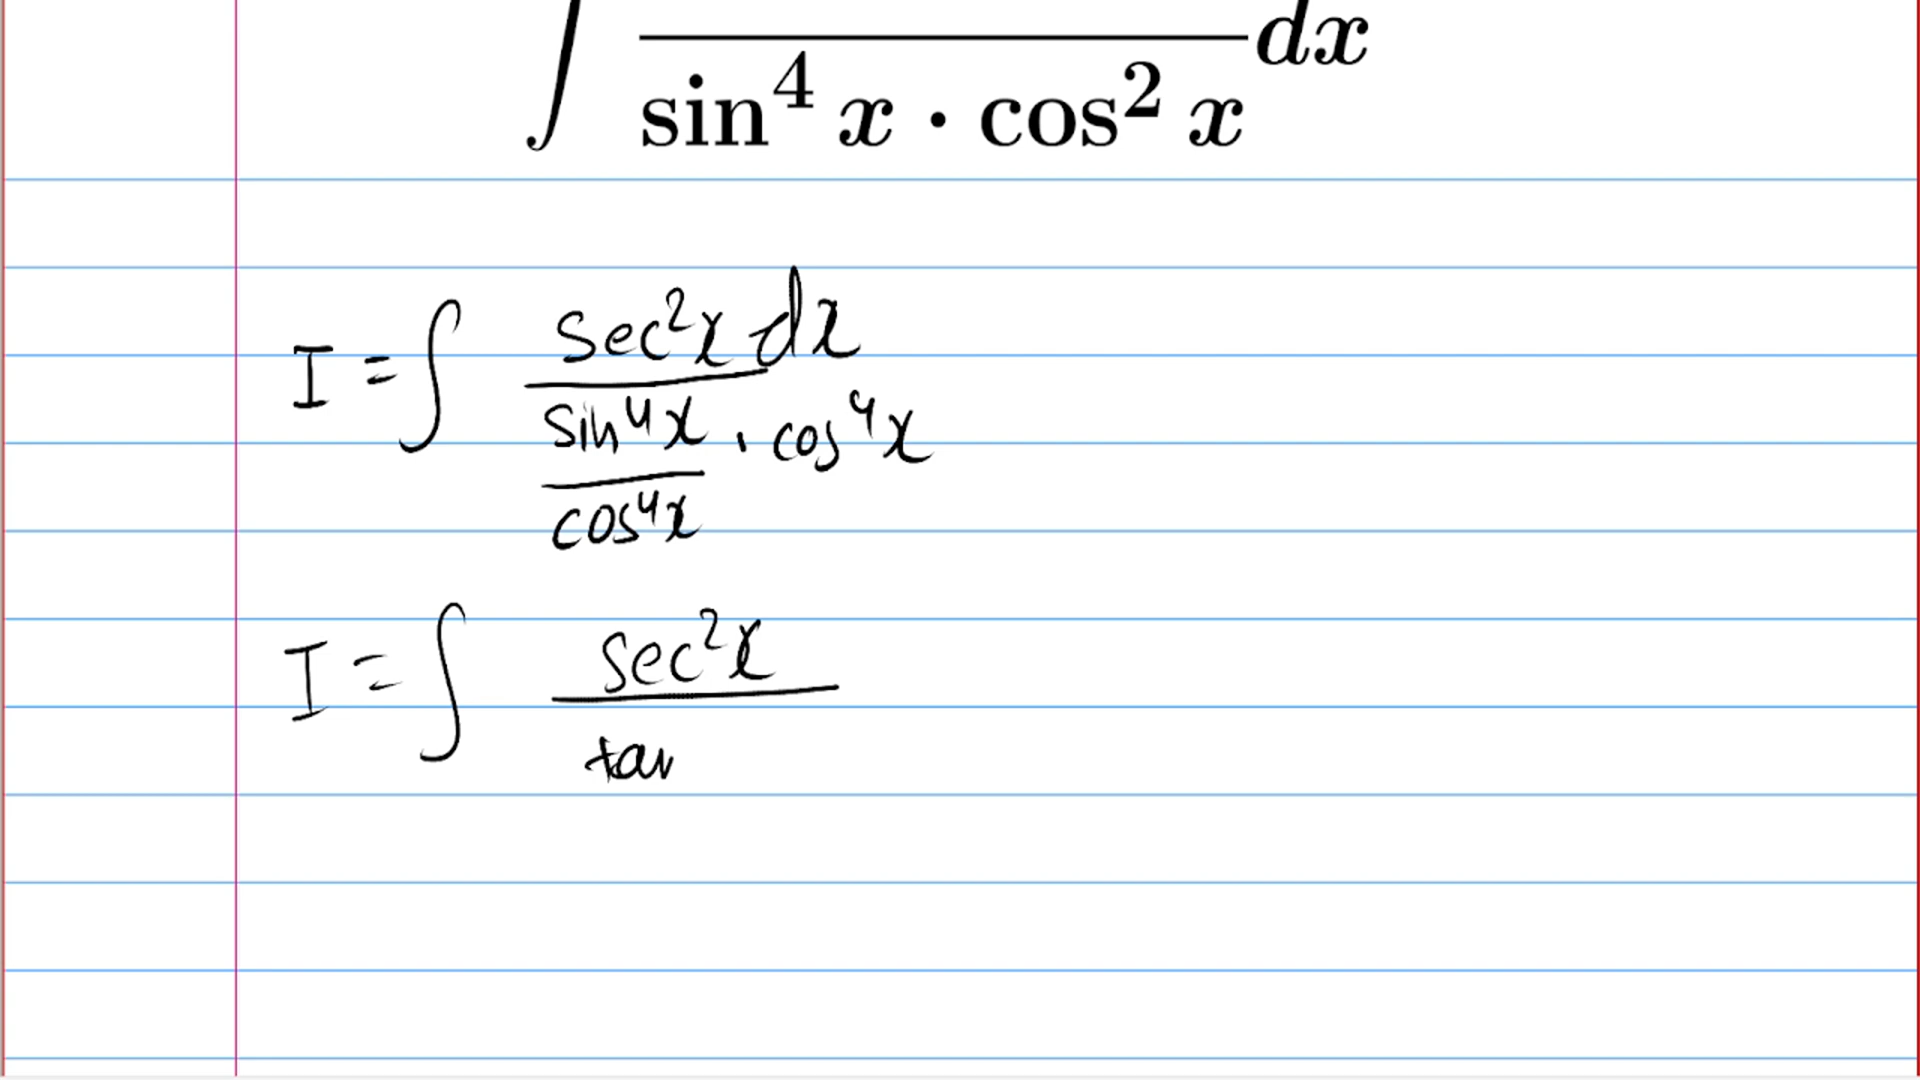 ∫ ‾ dx
sin⁴ x · cos² x
I = ∫ sec²x dx
sin⁴x / cos⁴x · cos⁴x
I = ∫ sec²x
tan